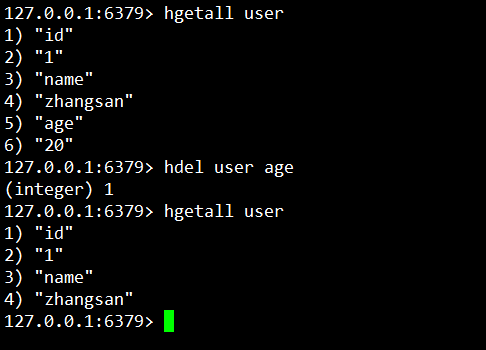 127.0.0.1:6379> hgetall user
1) "id"
2) "1"
3) "name"
4) "zhangsan"
5) "age"
6) "20"
127.0.0.1:6379> hdel user age
(integer) 1
127.0.0.1:6379> hgetall user
1) "id"
2) "1"
3) "name"
4) "zhangsan"
127.0.0.1:6379>